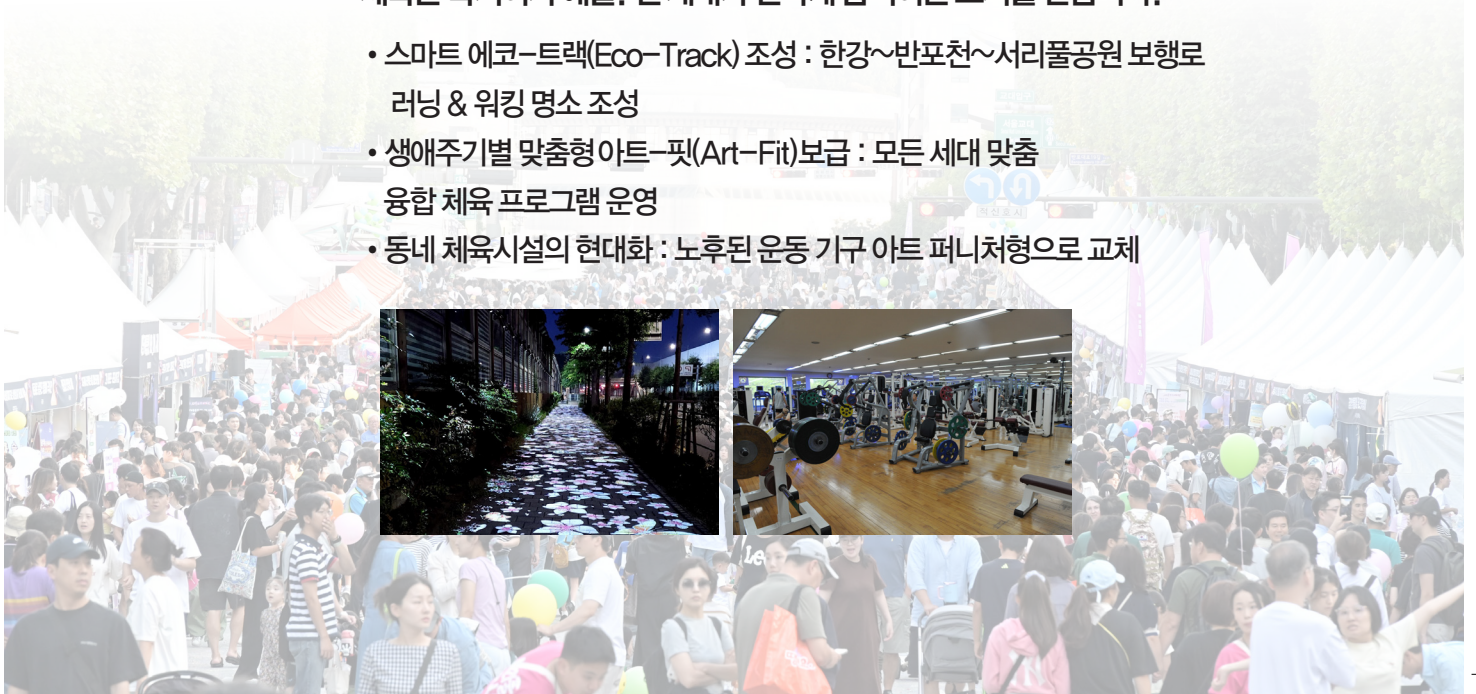 • 스마트 에코-트랙(Eco-Track) 조성 : 한강~반포천~서리풀공원 보행로
러닝 & 워킹 명소 조성
• 생애주기별 맞춤형 아트-핏(Art-Fit)보급 : 모든 세대 맞춤
융합 체육 프로그램 운영
• 동네 체육시설의 현대화 : 노후된 운동 기구 아트 퍼니처형으로 교체